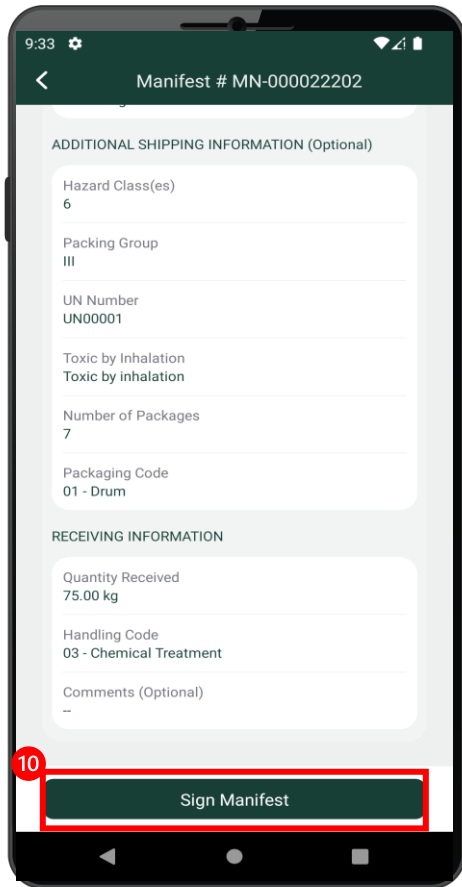 9:33
Manifest # MN-000022202
ADDITIONAL SHIPPING INFORMATION (Optional)
Hazard Class(es)
6
Packing Group
III
UN Number
UN00001
Toxic by Inhalation
Toxic by inhalation
Number of Packages
7
Packaging Code
01 - Drum
RECEIVING INFORMATION
Quantity Received
75.00 kg
Handling Code
03 - Chemical Treatment
Comments (Optional)
--
10
Sign Manifest